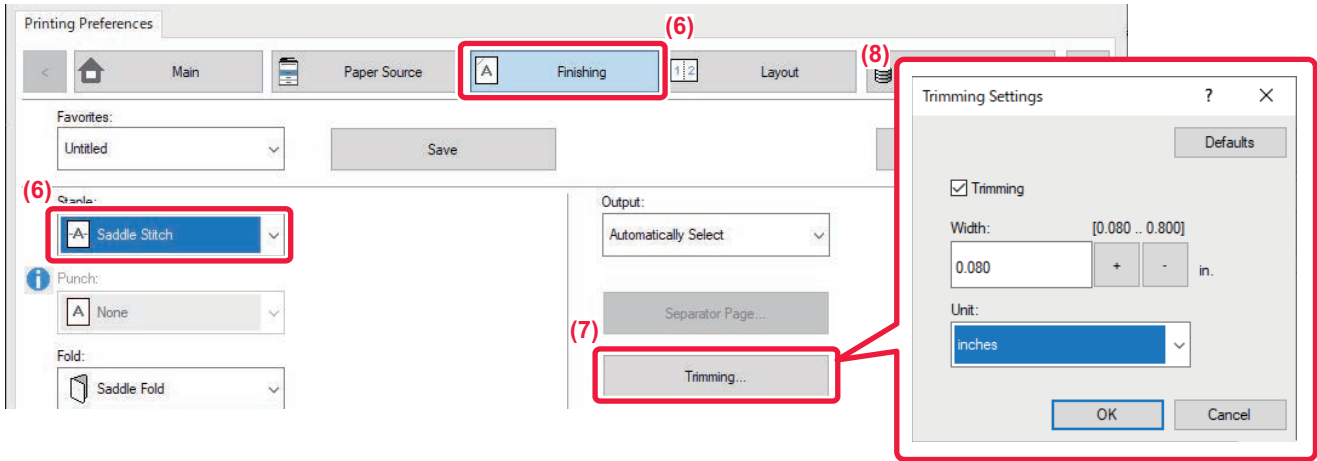 Printing Preferences
(6)
(8)
< Main Paper Source A Finishing 1 2 Layout
Favorites:
Untitled
Save
(6)
Staple:
-A- Saddle Stitch
Punch:
A None
Fold:
Saddle Fold
Output:
Automatically Select
Separator Page...
(7)
Trimming...
Trimming Settings ? ×
Defaults
Trimming
Width: [0.080 .. 0.800]
0.080 + - in.
Unit:
inches
OK Cancel